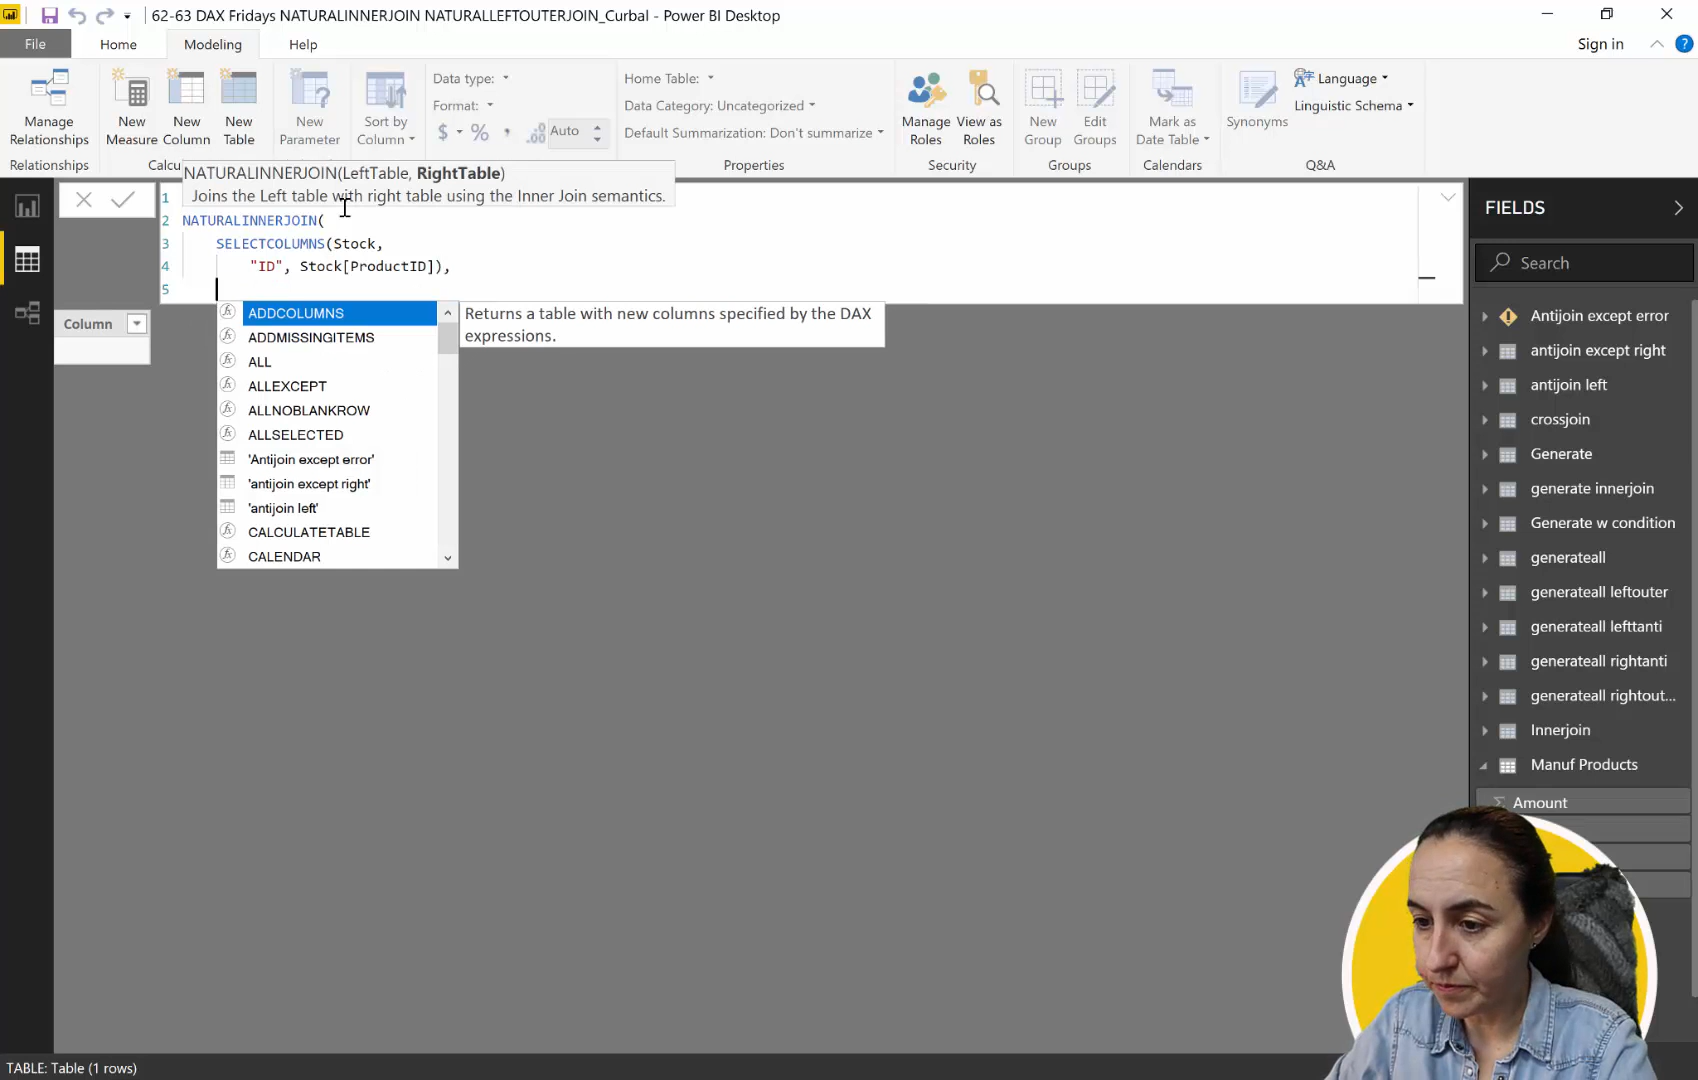 62-63 DAX Fridays NATURALINNERJOIN NATURALLEFTOUTERJOIN_Curbal - Power BI Desktop
File
Home
Modeling
Help
Sign in
Manage Relationships
New Measure
New Column
New Table
New Parameter
Sort by Column
Data type:
Format:
$ % , Auto
Home Table:
Data Category: Uncategorized
Default Summarization: Don't summarize
Manage Roles
View as Roles
New Group
Edit Groups
Mark as Date Table
Synonyms
Language
Linguistic Schema
Relationships
Calcu
Properties
Security
Groups
Calendars
Q&A
NATURALINNERJOIN(LeftTable, RightTable)
Joins the Left table with right table using the Inner Join semantics.
1
2 NATURALINNERJOIN(
3 SELECTCOLUMNS(Stock,
4 "ID", Stock[ProductID]),
5
Column
ADDCOLUMNS
ADDMISSINGITEMS
ALL
ALLEXCEPT
ALLNOBLANKROW
ALLSELECTED
'Antijoin except error'
'antijoin except right'
'antijoin left'
CALCULATETABLE
CALENDAR
Returns a table with new columns specified by the DAX
expressions.
FIELDS
Search
Antijoin except error
antijoin except right
antijoin left
crossjoin
Generate
generate innerjoin
Generate w condition
generateall
generateall leftouter
generateall lefttanti
generateall rightanti
generateall rightout...
Innerjoin
Manuf Products
Amount
TABLE: Table (1 rows)